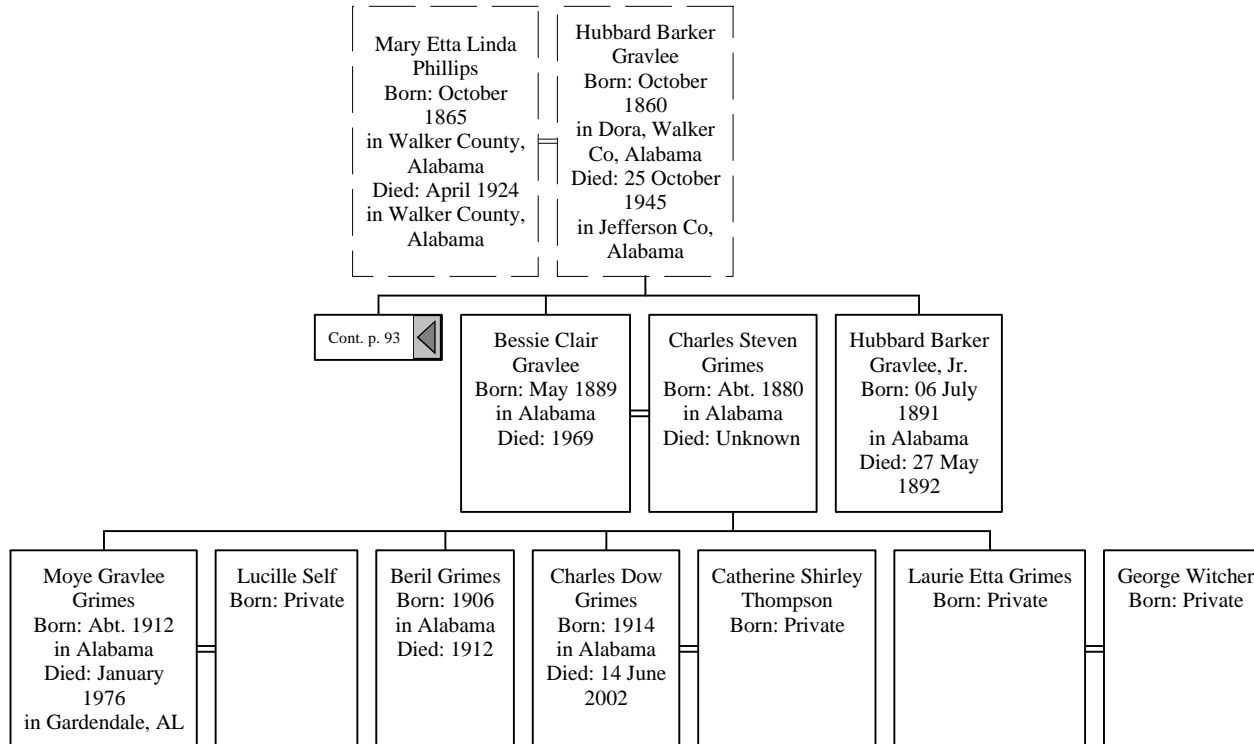 Mary Etta Linda
Phillips
Born: October
1865
in Walker County,
Alabama
Died: April 1924
in Walker County,
Alabama
Hubbard Barker
Gravlee
Born: October
1860
in Dora, Walker
Co, Alabama
Died: 25 October
1945
in Jefferson Co,
Alabama
Cont. p. 93
Bessie Clair
Gravlee
Born: May 1889
in Alabama
Died: 1969
Charles Steven
Grimes
Born: Abt. 1880
in Alabama
Died: Unknown
Hubbard Barker
Gravlee, Jr.
Born: 06 July
1891
in Alabama
Died: 27 May
1892
Moye Gravlee
Grimes
Born: Abt. 1912
in Alabama
Died: January
1976
in Gardendale, AL
Lucille Self
Born: Private
Beril Grimes
Born: 1906
in Alabama
Died: 1912
Charles Dow
Grimes
Born: 1914
in Alabama
Died: 14 June
2002
Catherine Shirley
Thompson
Born: Private
Laurie Etta Grimes
Born: Private
George Witcher
Born: Private